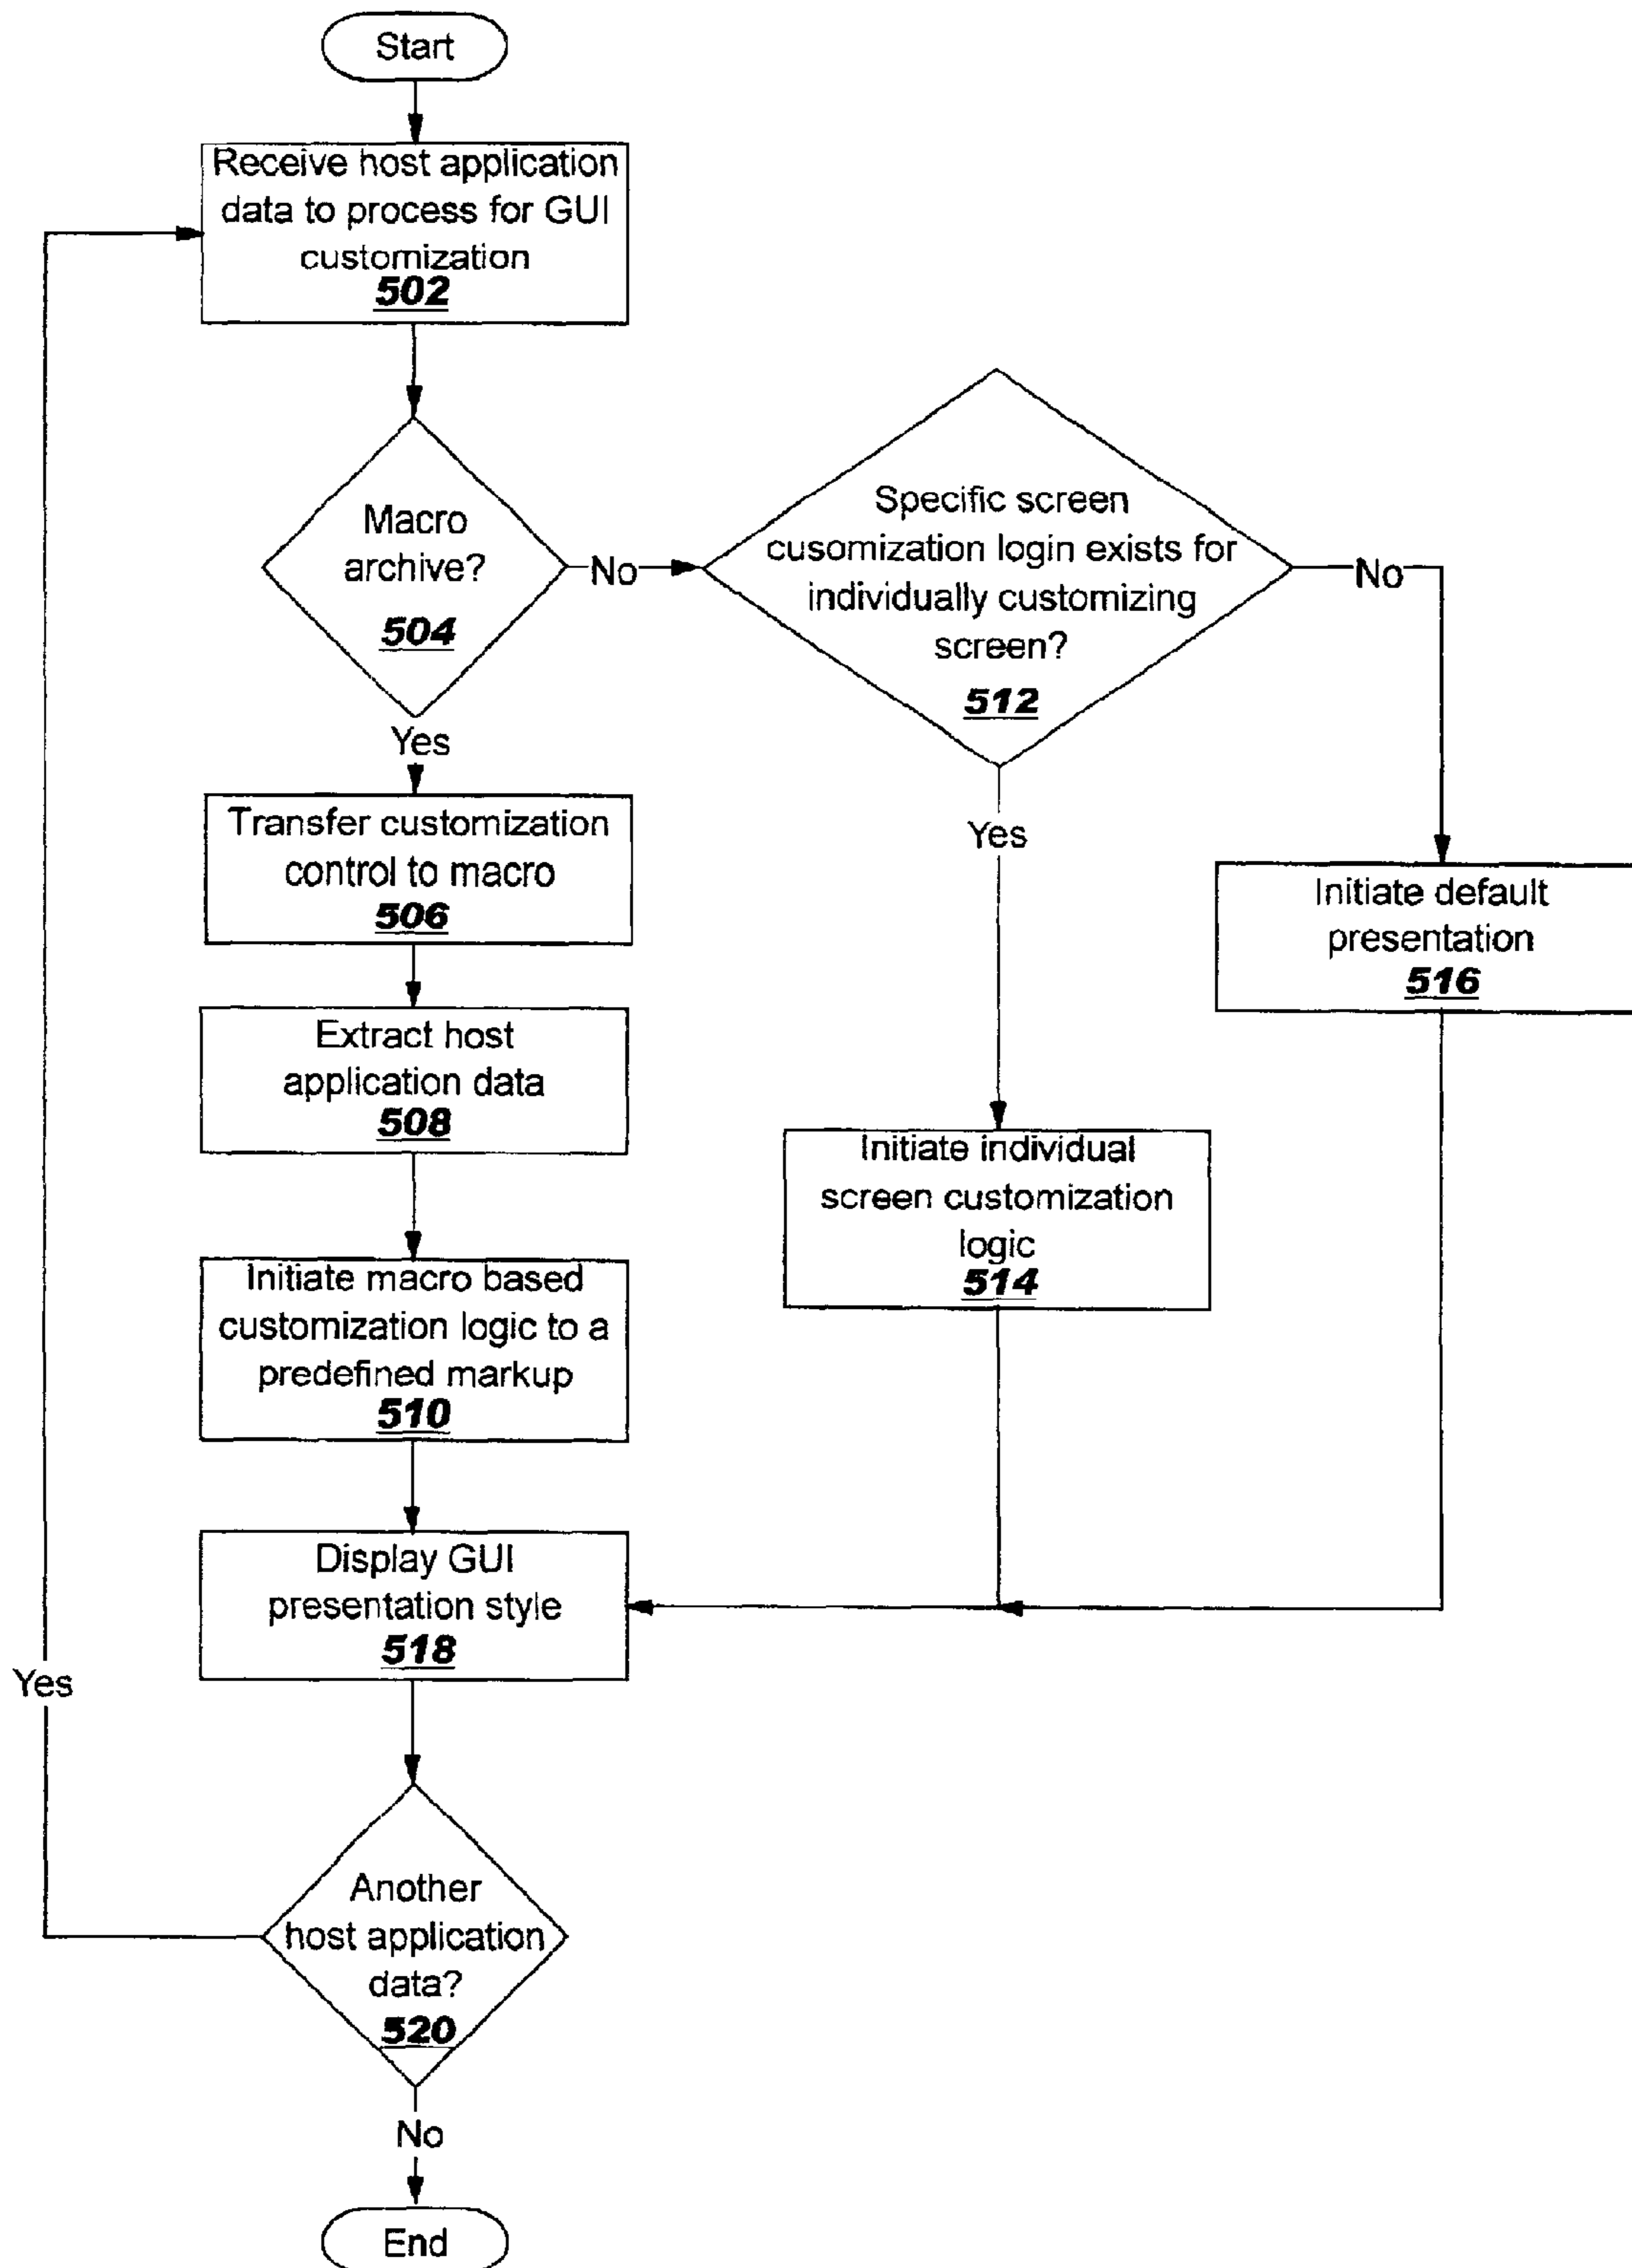 Start
Receive host application
data to process for GUI
customization
502
Macro
archive?
504
No
Specific screen
cusomization login exists for
individually customizing
screen?
512
No
Yes
Transfer customization
control to macro
506
Yes
Initiate default
presentation
516
Extract host
application data
508
Initiate individual
screen customization
logic
514
Initiate macro based
customization logic to a
predefined markup
510
Display GUI
presentation style
518
Yes
Another
host application
data?
520
No
End